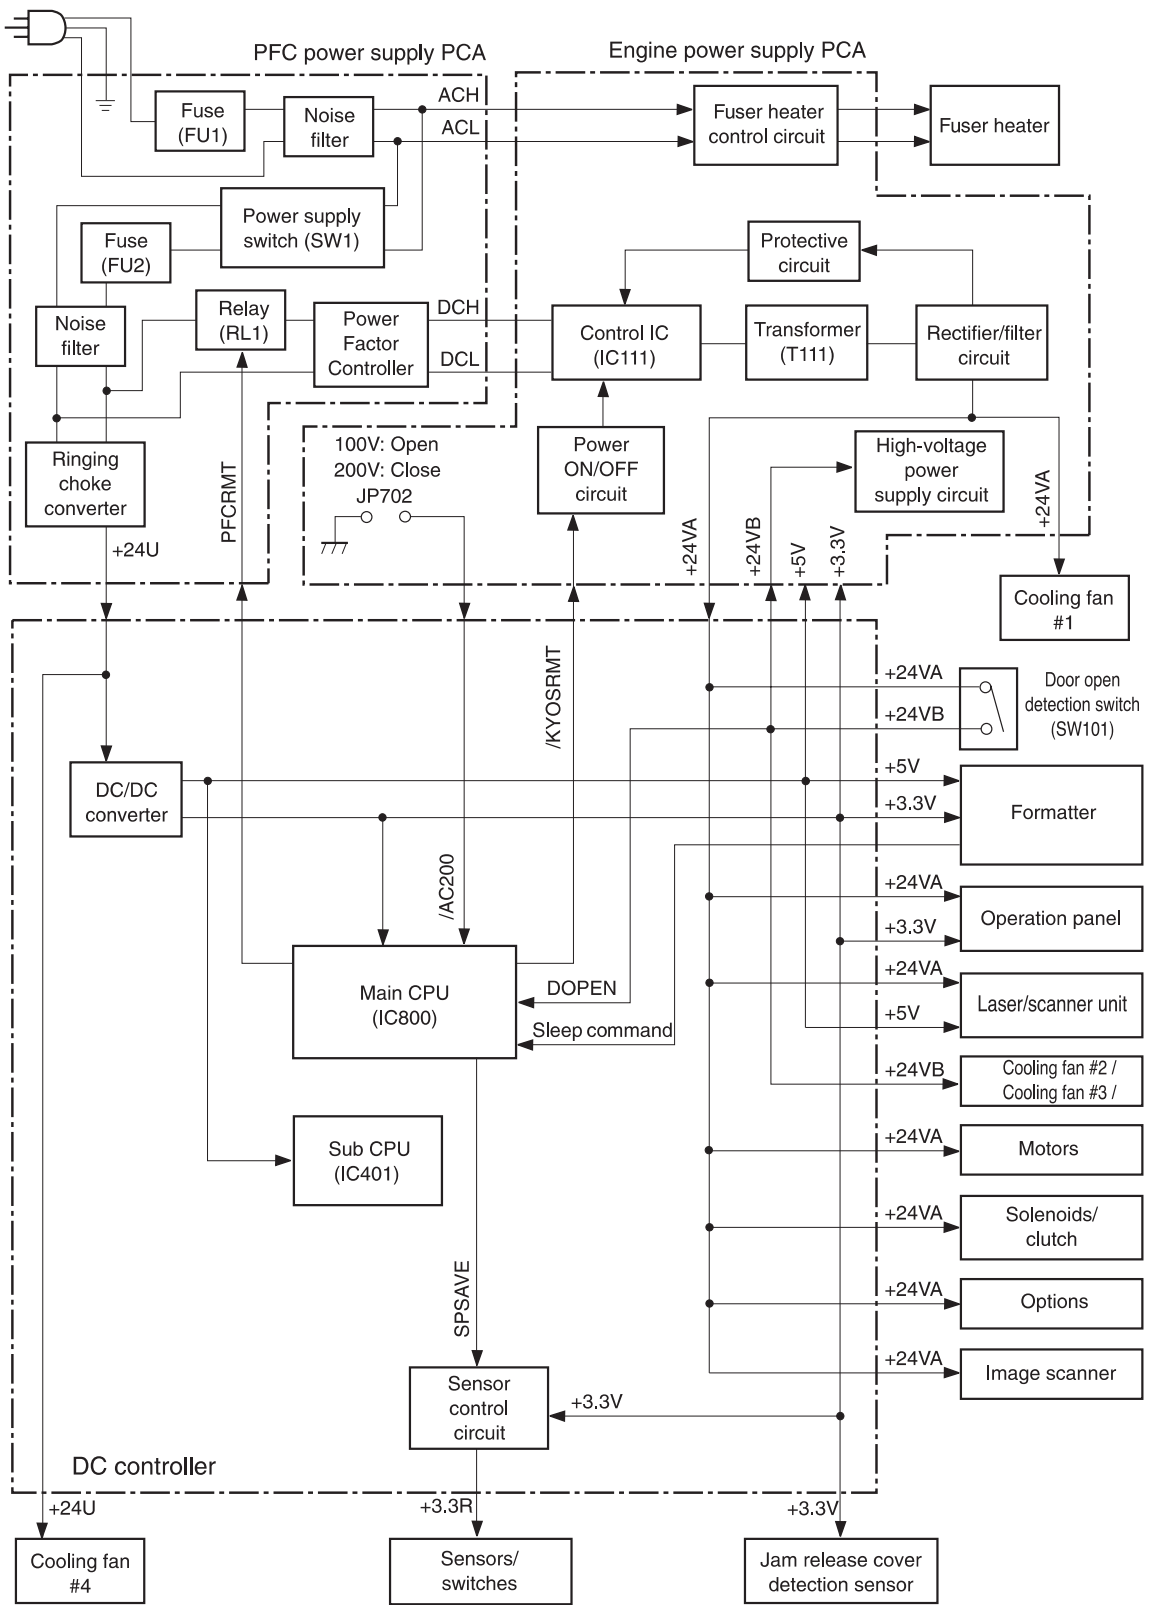 PFC power supply PCA
Engine power supply PCA
Fuse
(FU1)
Noise
filter
ACH
ACL
Fuser heater
control circuit
Fuser heater
Power supply
switch (SW1)
Fuse
(FU2)
Protective
circuit
Noise
filter
Relay
(RL1)
Power
Factor
Controller
DCH
DCL
Control IC
(IC111)
Transformer
(T111)
Rectifier/filter
circuit
Ringing
choke
converter
+24U
PFCRMT
100V: Open
200V: Close
JP702
Power
ON/OFF
circuit
High-voltage
power
supply circuit
+24VA
+24VB
+5V
+3.3V
+24VA
Cooling fan
#1
/KYOSRMT
+24VA
+24VB
Door open
detection switch
(SW101)
DC/DC
converter
+5V
+3.3V
Formatter
/AC200
+24VA
+3.3V
Operation panel
Main CPU
(IC800)
DOPEN
Sleep command
+24VA
+5V
Laser/scanner unit
+24VB
Cooling fan #2 /
Cooling fan #3 /
Sub CPU
(IC401)
+24VA
Motors
+24VA
Solenoids/
clutch
SPSAVE
+24VA
Options
+24VA
Image scanner
Sensor
control
circuit
+3.3V
DC controller
+24U
+3.3R
+3.3V
Cooling fan
#4
Sensors/
switches
Jam release cover
detection sensor